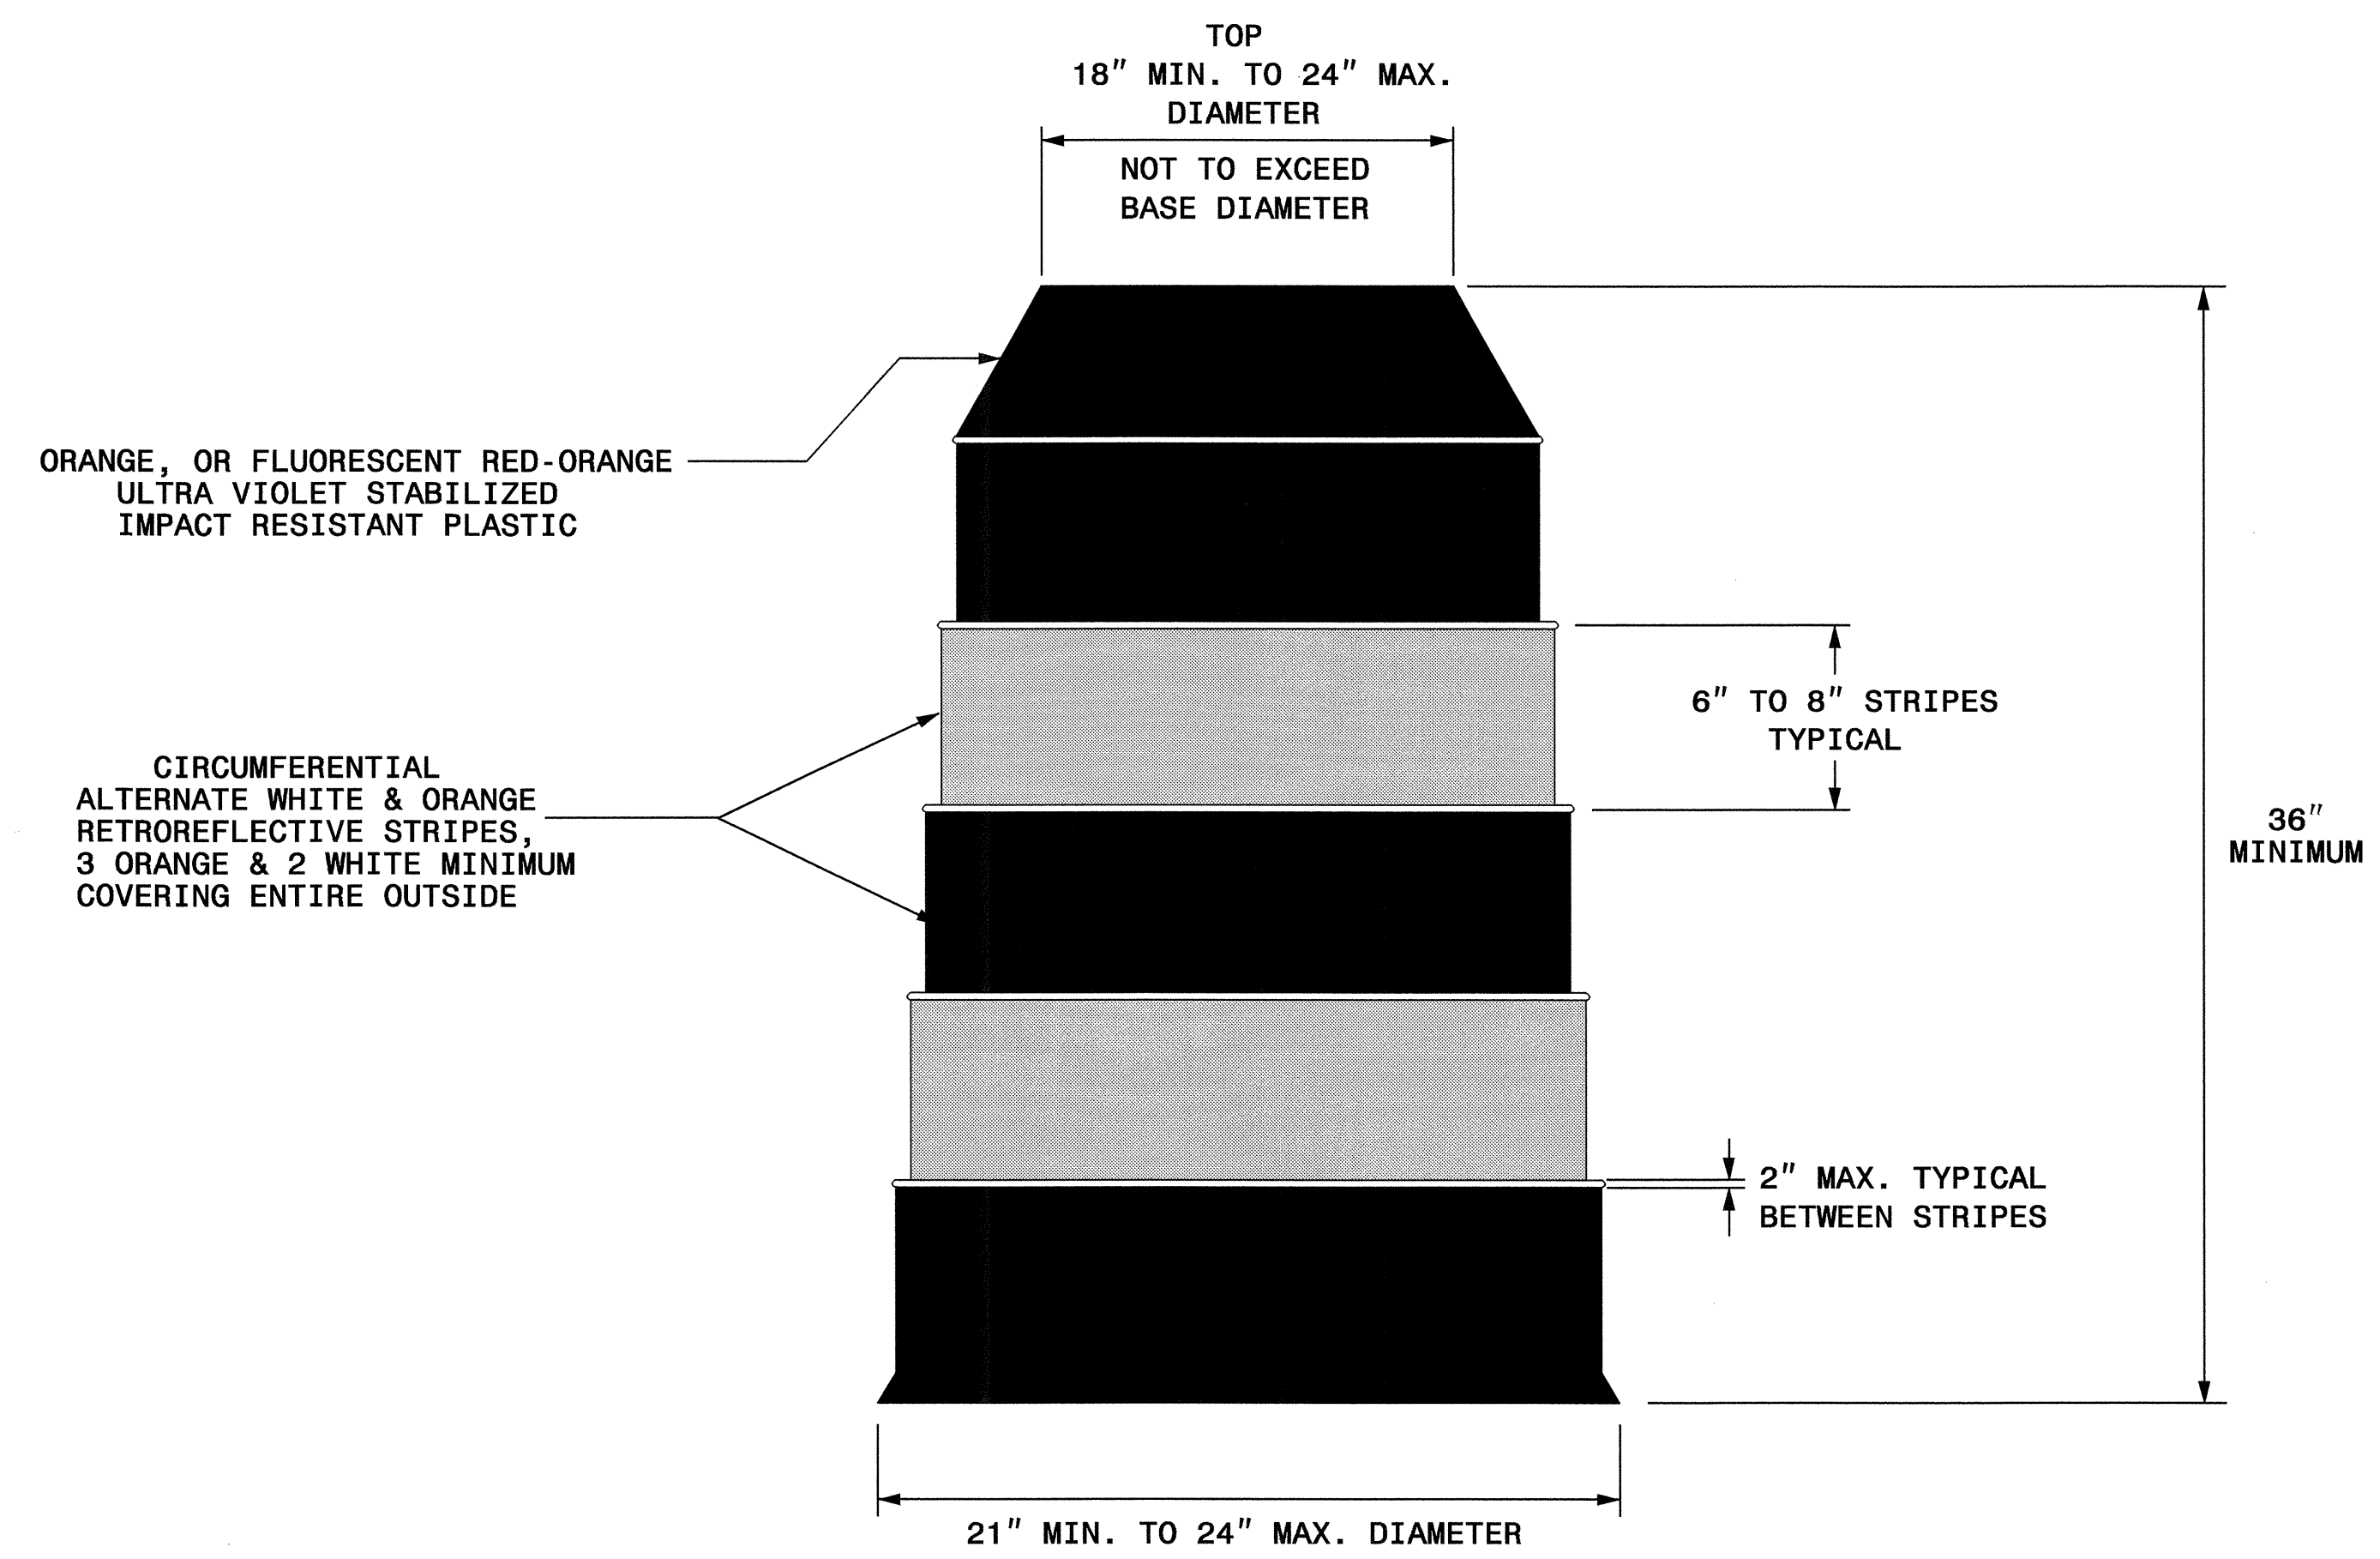 TOP
18" MIN. TO 24" MAX.
DIAMETER
NOT TO EXCEED
BASE DIAMETER
ORANGE, OR FLUORESCENT RED-ORANGE
ULTRA VIOLET STABILIZED
IMPACT RESISTANT PLASTIC
6" TO 8" STRIPES
TYPICAL
CIRCUMFERENTIAL
ALTERNATE WHITE & ORANGE
RETROREFLECTIVE STRIPES,
3 ORANGE & 2 WHITE MINIMUM
COVERING ENTIRE OUTSIDE
36"
MINIMUM
2" MAX. TYPICAL
BETWEEN STRIPES
21" MIN. TO 24" MAX. DIAMETER